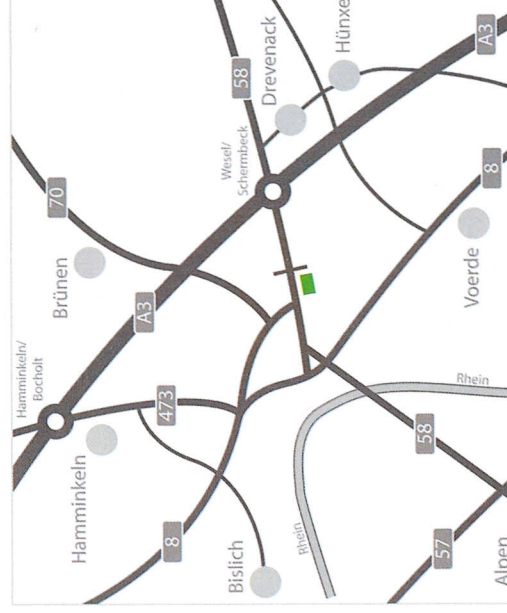 58
Drevenack
Hünxe
A3
Wesel/
Schermbeck
70
Brünen
A3
8
Voerde
Hamminkeln/
Bocholt
473
Hamminkeln
8
Bislich
Rhein
Rhein
58
57
Alpen